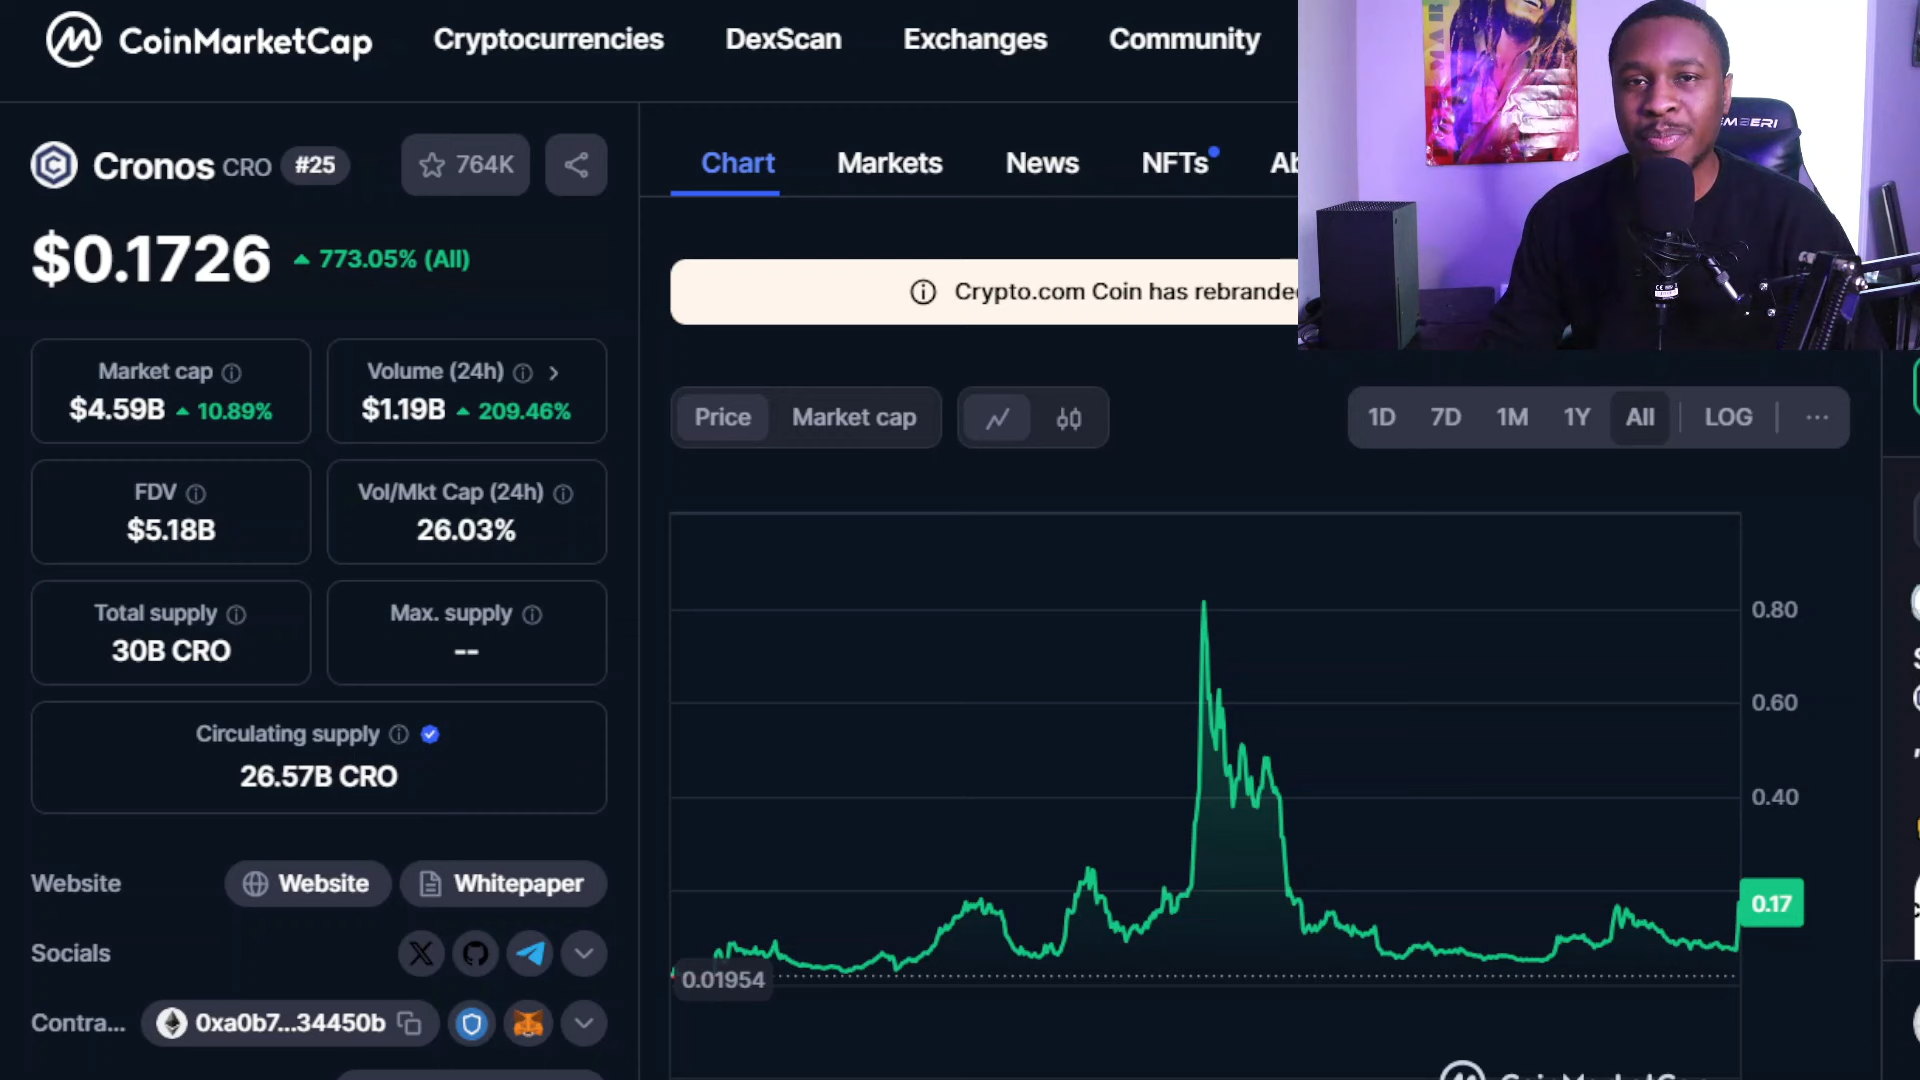 CoinMarketCap
Cryptocurrencies
DexScan
Exchanges
Community
Cronos CRO #25
764K
$0.1726
773.05% (All)
Market cap
$4.59B 10.89%
Volume (24h)
$1.19B 209.46%
FDV
$5.18B
Vol/Mkt Cap (24h)
26.03%
Total supply
30B CRO
Max. supply
--
Circulating supply
26.57B CRO
Website
Website
Whitepaper
Socials
Contra...
0xa0b7...34450b
Chart
Markets
News
NFTs
Ab
Crypto.com Coin has rebrande
Price
Market cap
1D
7D
1M
1Y
All
LOG
...
0.80
0.60
0.40
0.17
0.01954
MBERI